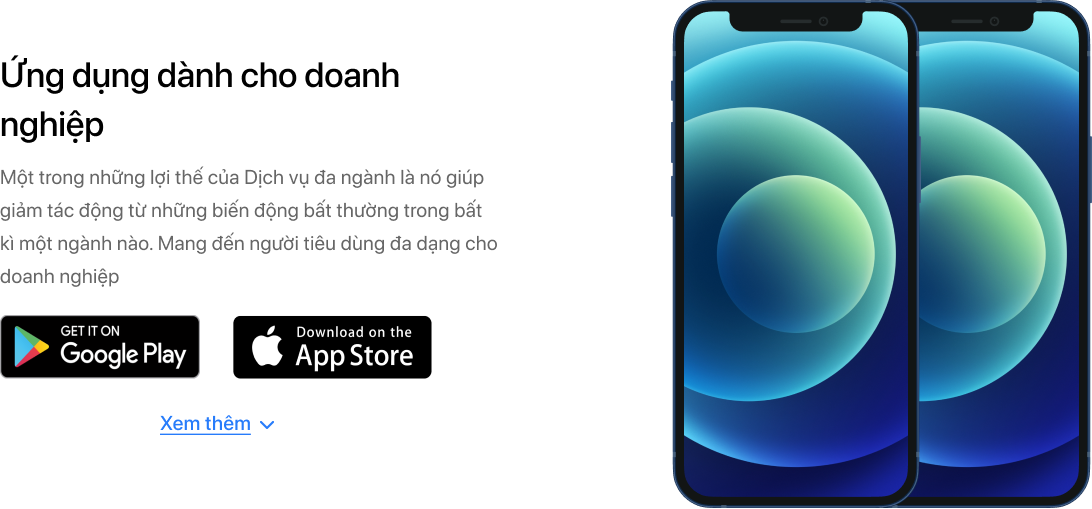 Ứng dụng dành cho doanh
nghiệp
Một trong những lợi thế của Dịch vụ đa ngành là nó giúp
giảm tác động từ những biến động bất thường trong bất
kì một ngành nào. Mang đến người tiêu dùng đa dạng cho
doanh nghiệp
GET IT ON
Google Play
Download on the
App Store
Xem thêm